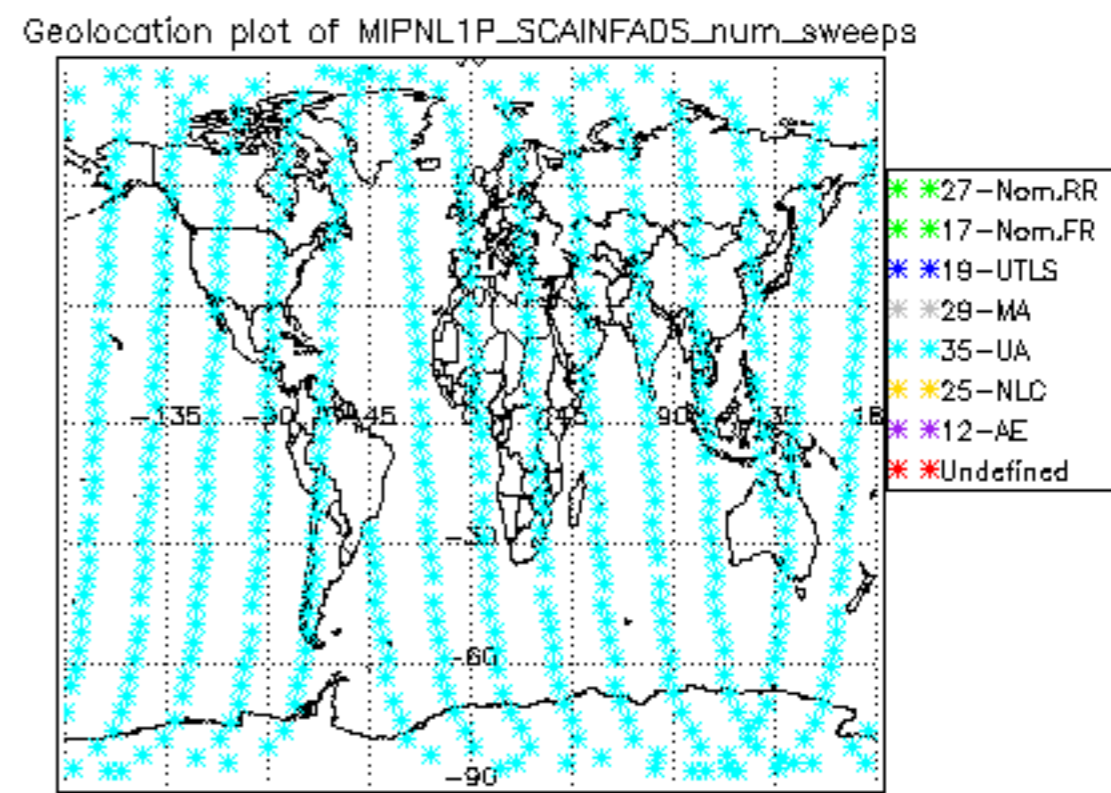 Geolocation plot of MIPNL1P_SCAINFADS_num_sweeps
27-Nom.RR
17-Nom.FR
19-UTLS
29-MA
35-UA
25-NLC
12-AE
Undefined
-135
-90
45
90
-30
-60
-90